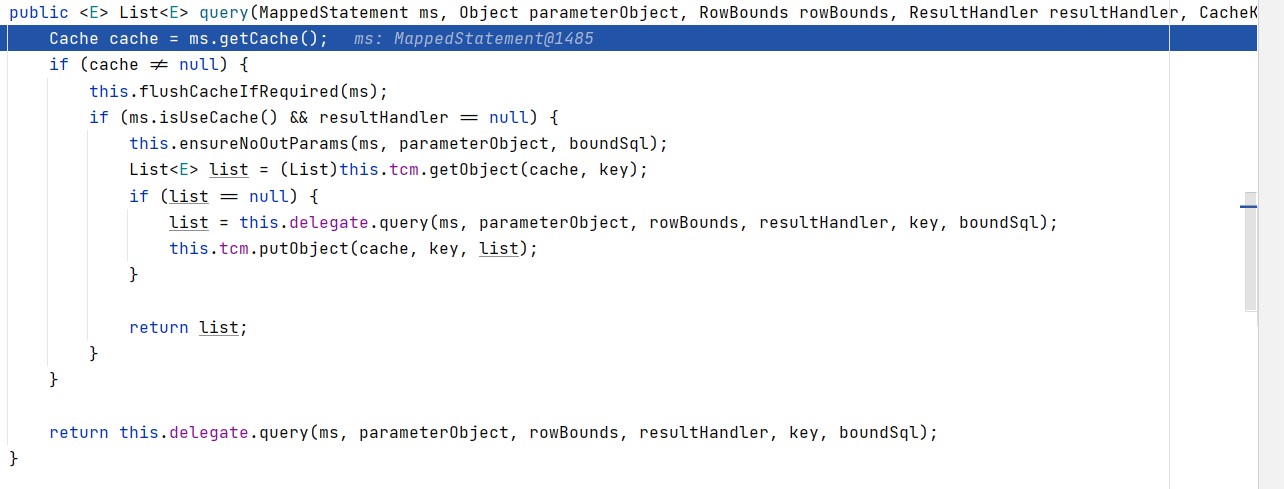 public <E> List<E> query(MappedStatement ms, Object parameterObject, RowBounds rowBounds, ResultHandler resultHandler, CacheK
    Cache cache = ms.getCache();   ms: MappedStatement@1485
    if (cache != null) {
        this.flushCacheIfRequired(ms);
        if (ms.isUseCache() && resultHandler == null) {
            this.ensureNoOutParams(ms, parameterObject, boundSql);
            List<E> list = (List)this.tcm.getObject(cache, key);
            if (list == null) {
                list = this.delegate.query(ms, parameterObject, rowBounds, resultHandler, key, boundSql);
                this.tcm.putObject(cache, key, list);
            }
            return list;
        }
    }
    return this.delegate.query(ms, parameterObject, rowBounds, resultHandler, key, boundSql);
}